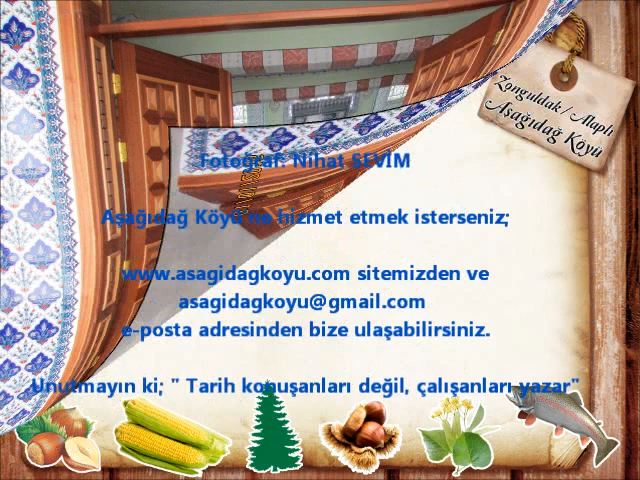 Zonguldak / Alaplı
Aşağıdağ Köyü
Fotoğraf: Nihat SEVİM
Aşağıdağ Köyü'ne hizmet etmek isterseniz;
www.asagidagkoyu.com sitemizden ve
asagidagkoyu@gmail.com
e-posta adresinden bize ulaşabilirsiniz.
Unutmayın ki; " Tarih konuşanları değil, çalışanları yazar"